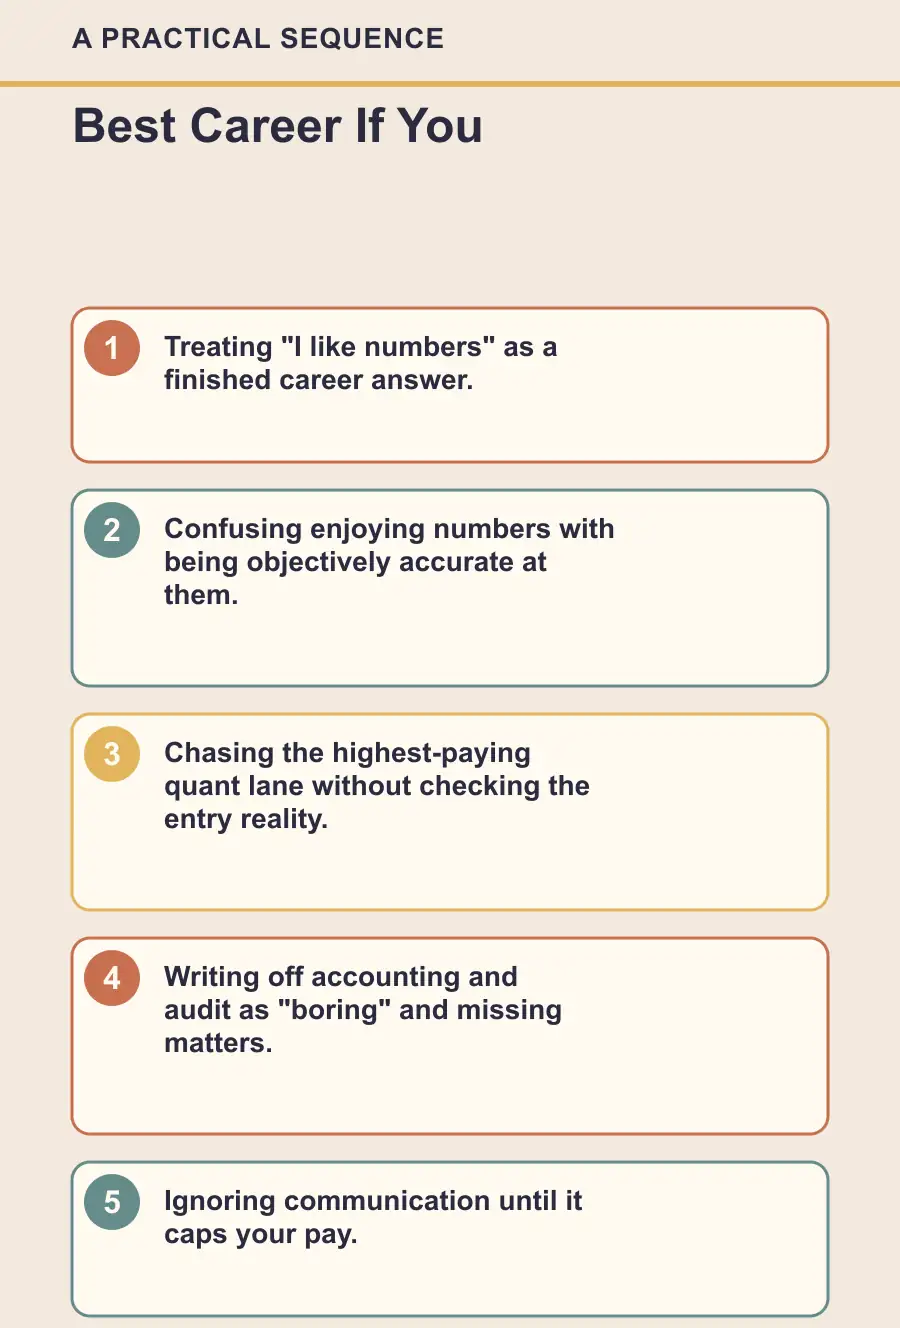 A PRACTICAL SEQUENCE
Best Career If You
1
Treating "I like numbers" as a
finished career answer.
2
Confusing enjoying numbers with
being objectively accurate at
them.
3
Chasing the highest-paying
quant lane without checking the
entry reality.
4
Writing off accounting and
audit as "boring" and missing
matters.
5
Ignoring communication until it
caps your pay.